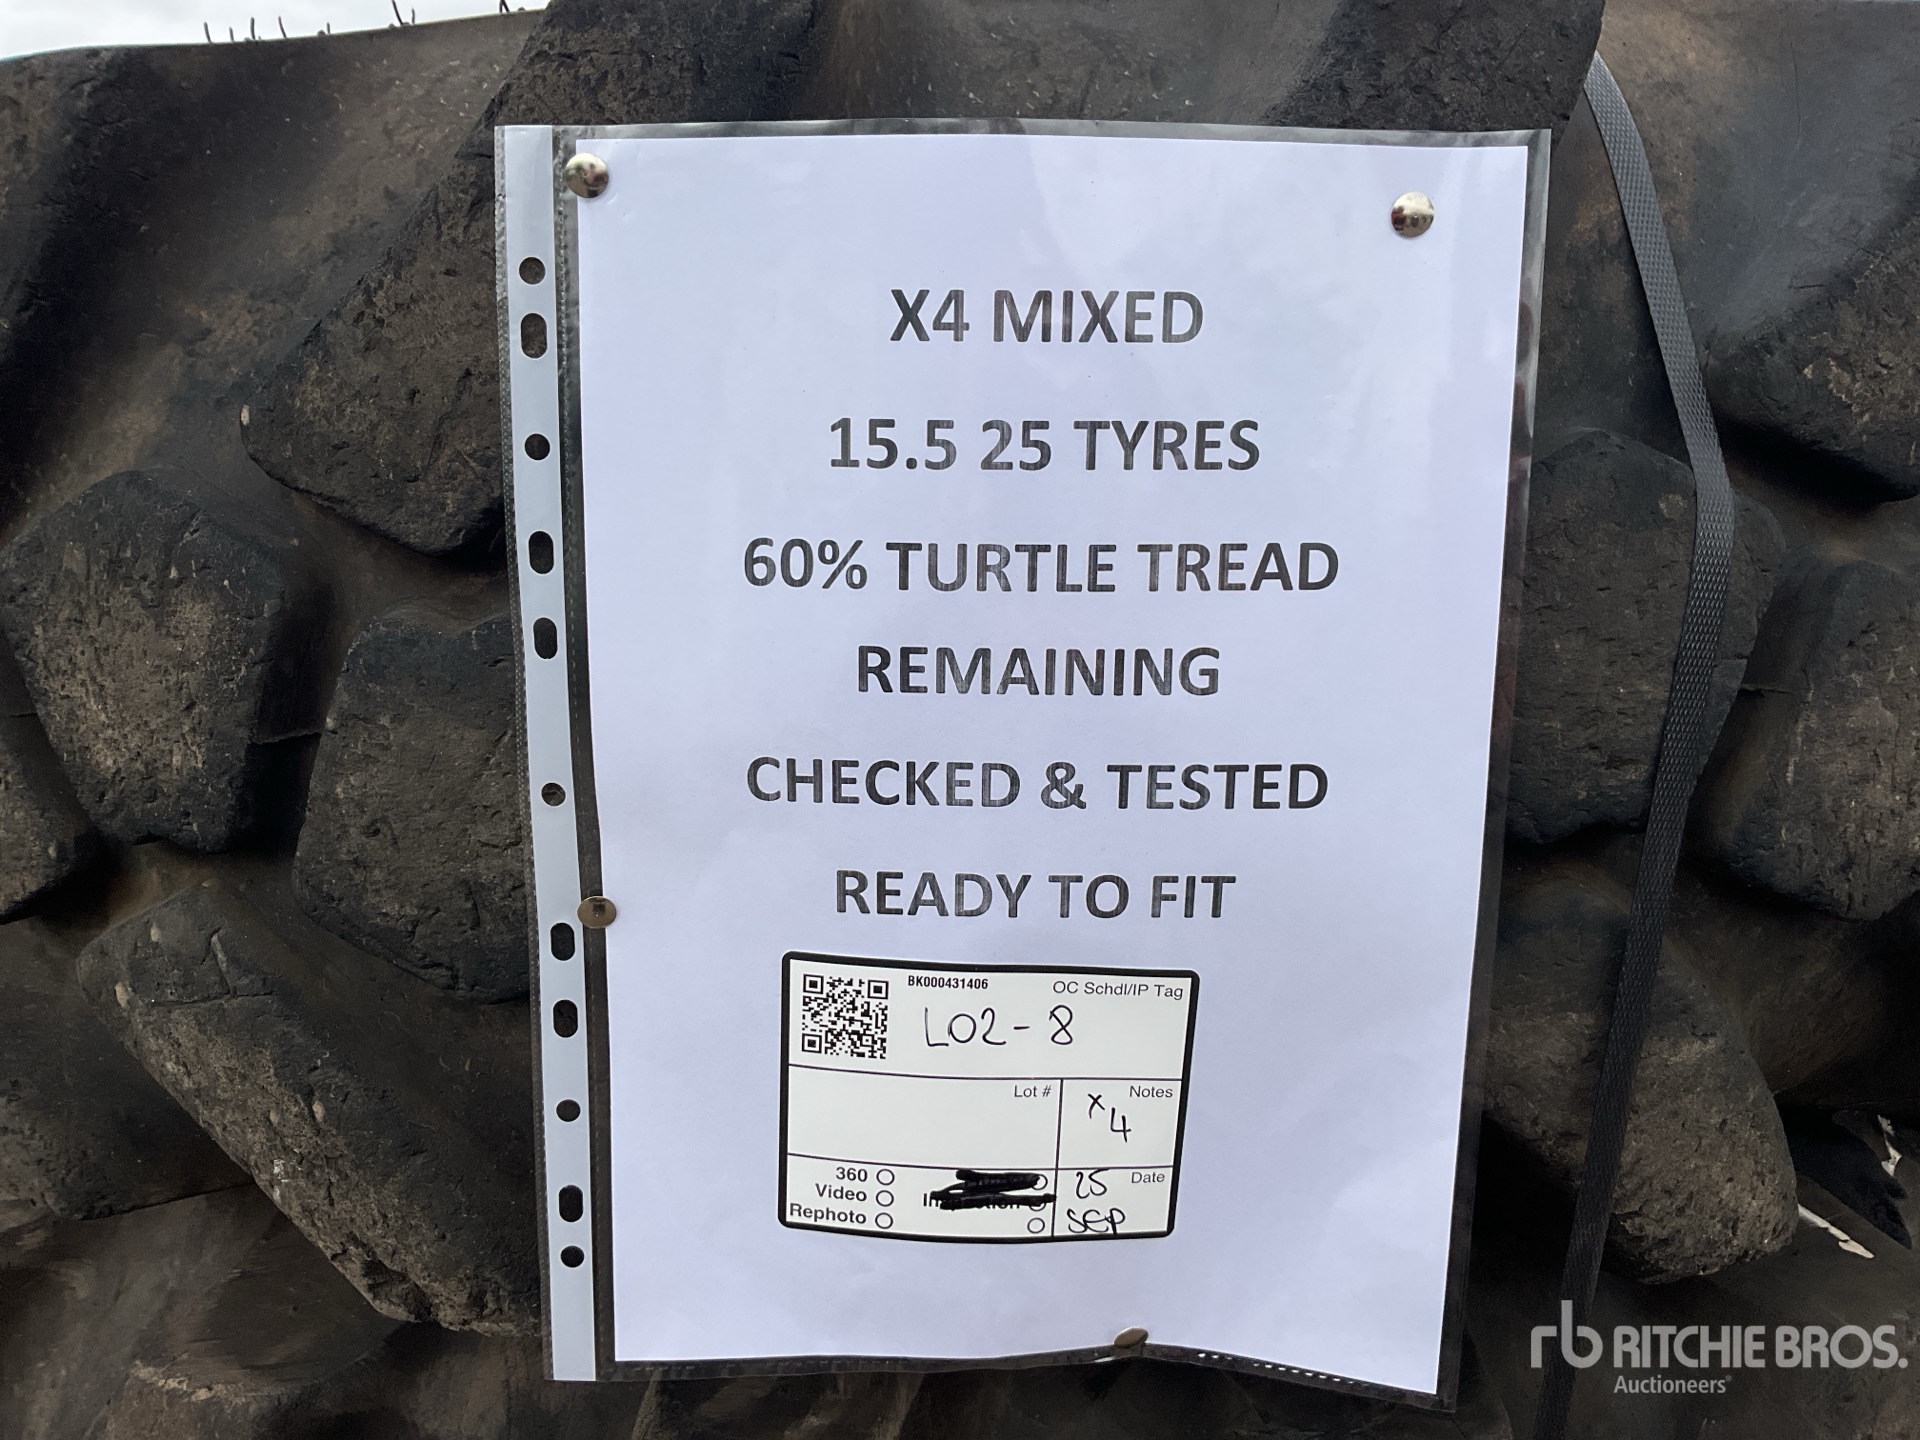 X4 MIXED
15.5 25 TYRES
60% TURTLE TREAD
REMAINING
CHECKED & TESTED
READY TO FIT
BK000431406
OC Schdl/IP Tag
L02-8
Lot #
Notes
x4
360
Video
Rephoto
Date
25
SEP
rb RITCHIE BROS.
Auctioneers